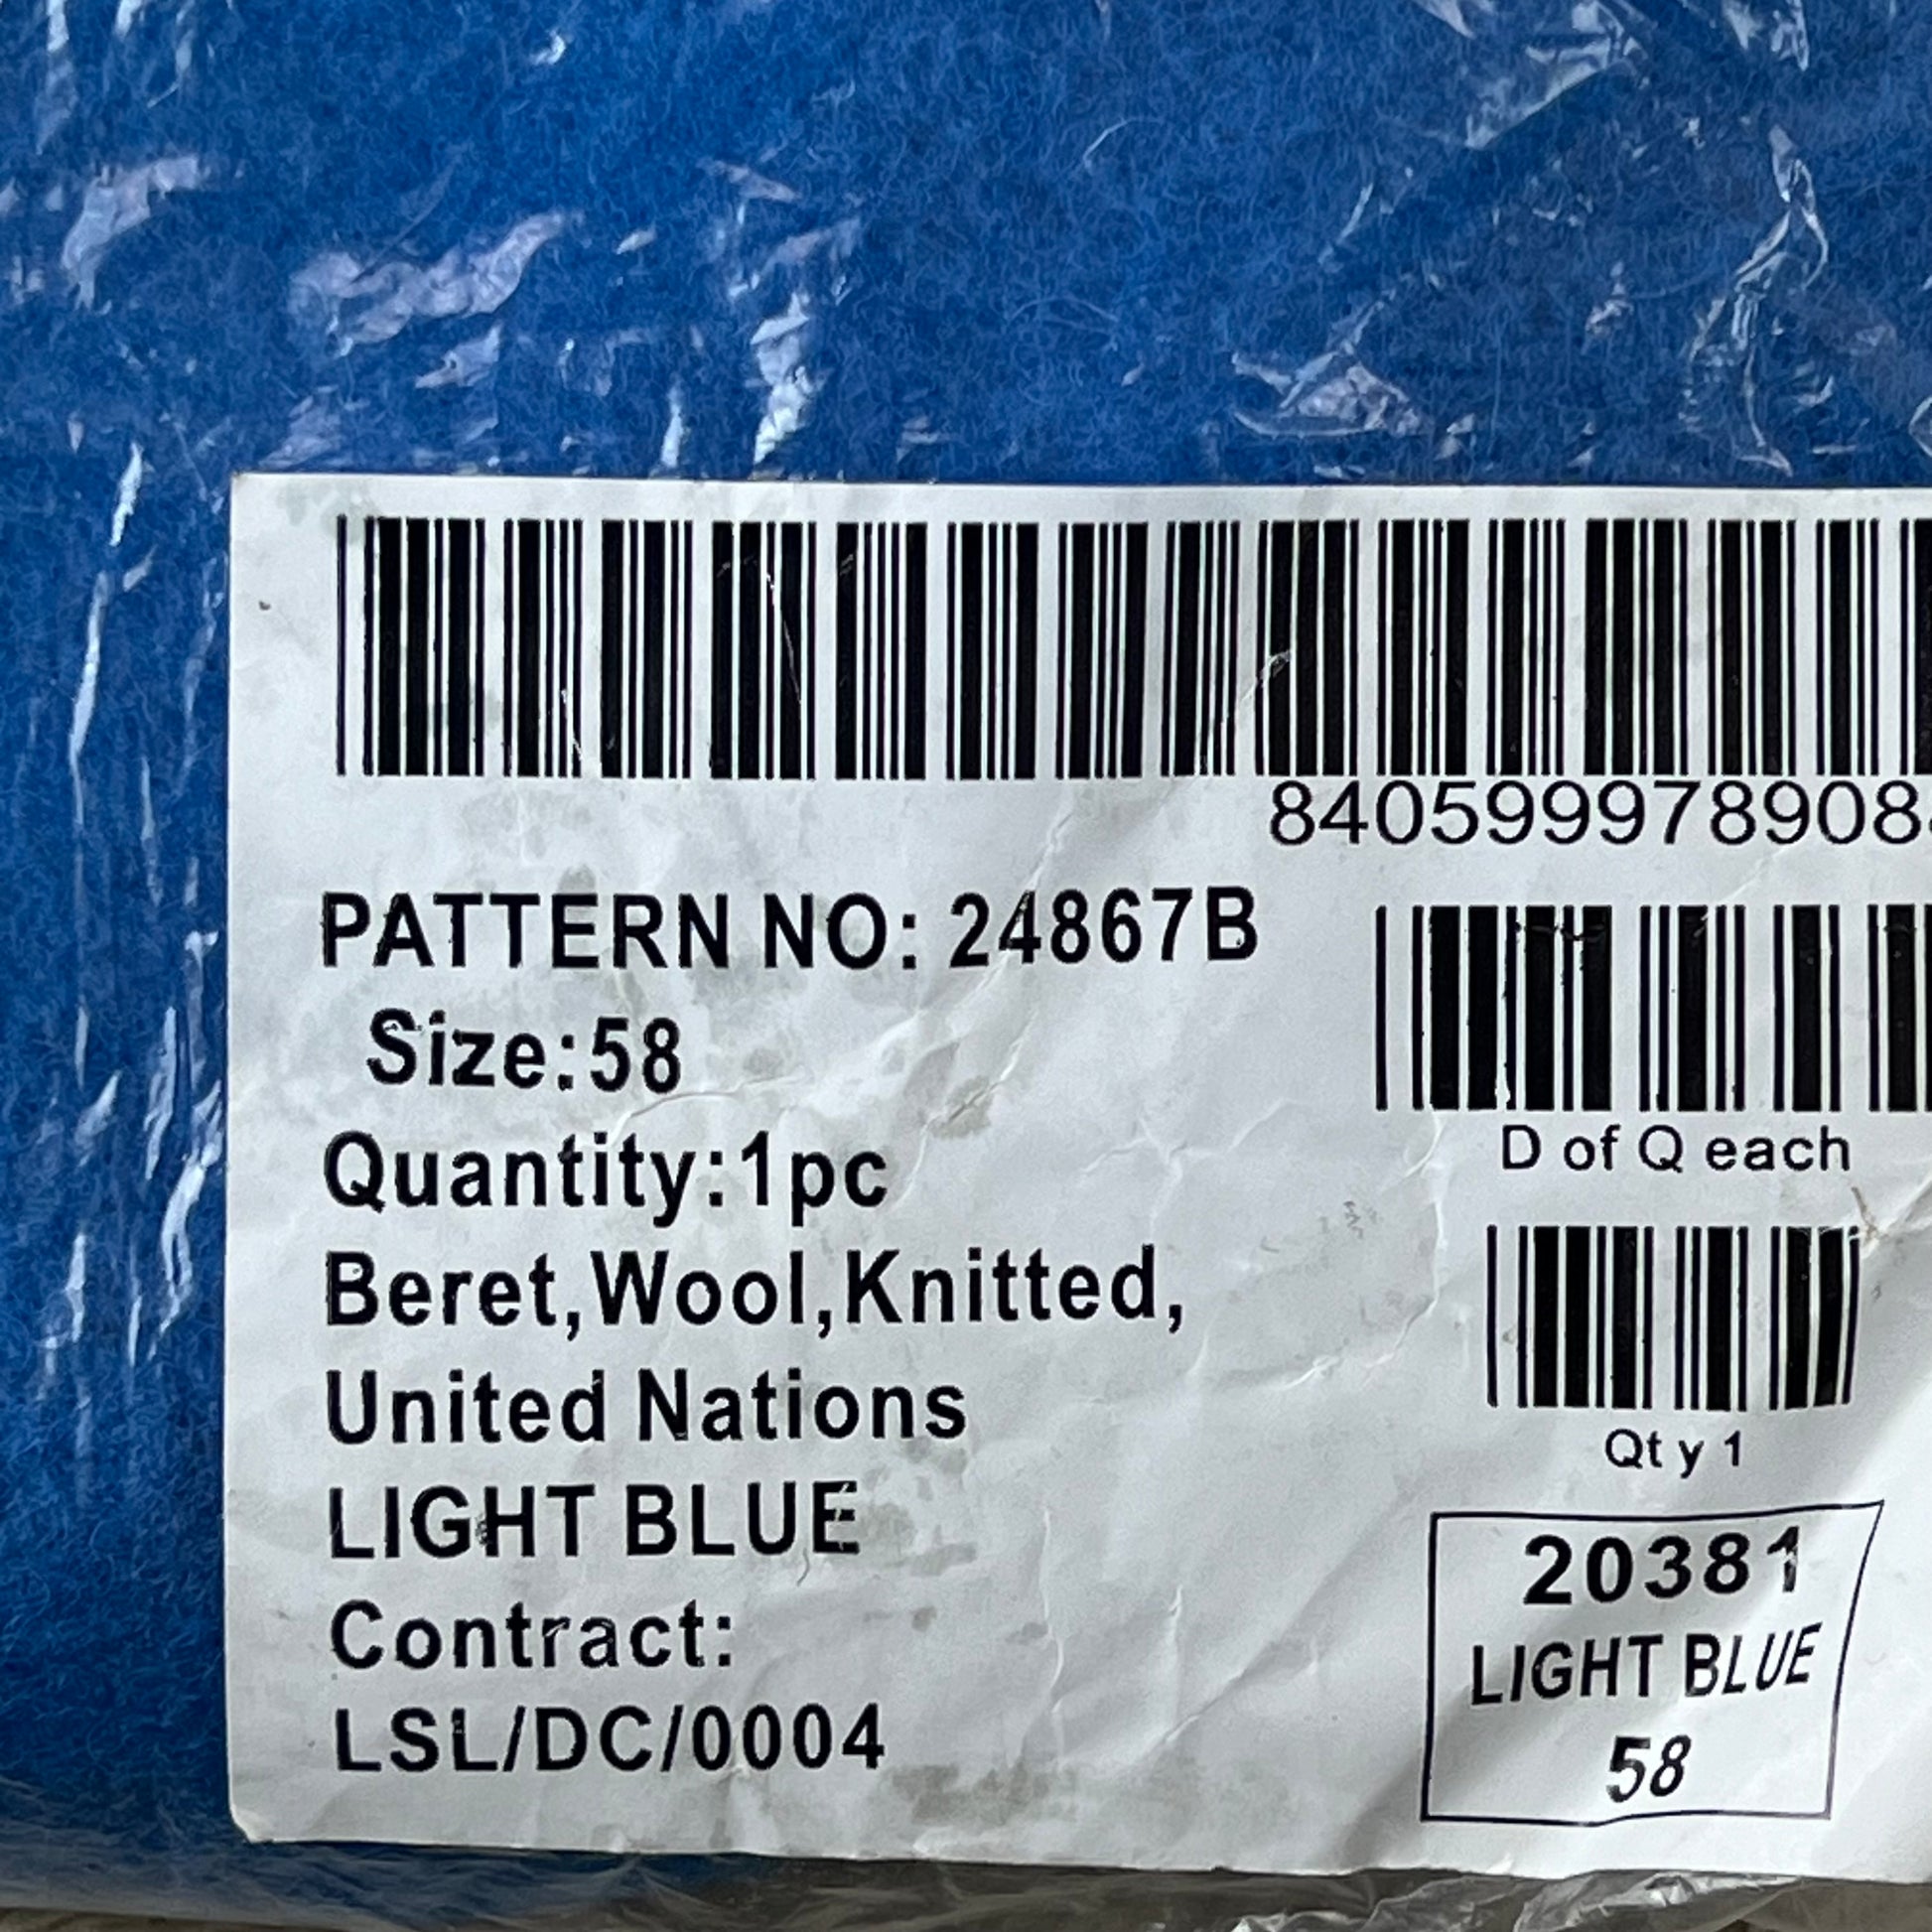 840599978908
PATTERN NO: 24867B
Size:58
Quantity:1pc
Beret,Wool,Knitted,
United Nations
LIGHT BLUE
Contract:
LSL/DC/0004
D of Q each
Qty 1
20381
LIGHT BLUE
58